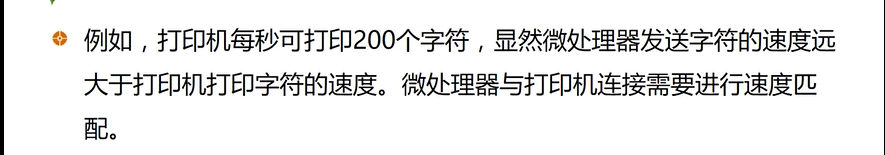 例如，打印机每秒可打印200个字符，显然微处理器发送字符的速度远
大于打印机打印字符的速度。微处理器与打印机连接需要进行速度匹
配。